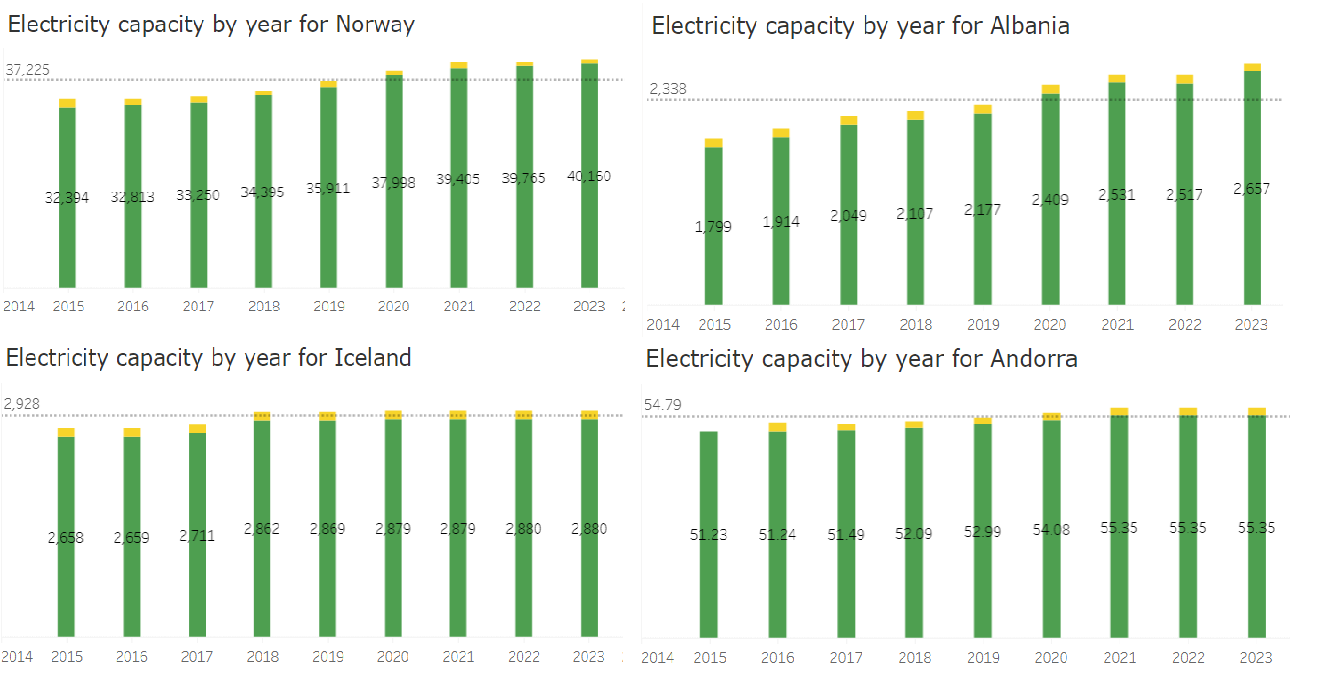 Electricity capacity by year for Norway
37,225
32,394 32,813 33,250 34,395 35,911 37,998 39,405 39,765 40,160
2014 2015 2016 2017 2018 2019 2020 2021 2022 2023
Electricity capacity by year for Albania
2,338
1,799 1,914 2,049 2,107 2,177 2,409 2,531 2,517 2,657
2014 2015 2016 2017 2018 2019 2020 2021 2022 2023
Electricity capacity by year for Iceland
2,928
2,658 2,659 2,711 2,862 2,869 2,879 2,879 2,880 2,880
2014 2015 2016 2017 2018 2019 2020 2021 2022 2023
Electricity capacity by year for Andorra
54.79
51.23 51.24 51.49 52.09 52.99 54.08 55.35 55.35 55.35
2014 2015 2016 2017 2018 2019 2020 2021 2022 2023